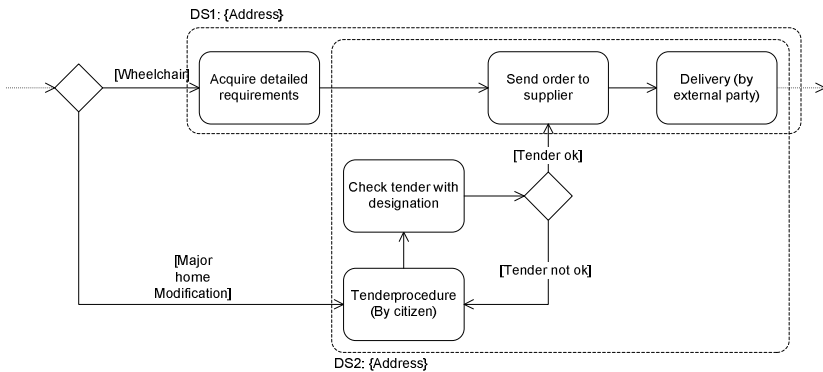 DS1: {Address}
[Wheelchair]
Acquire detailed
requirements
Send order to
supplier
Delivery (by
external party)
[Tender ok]
Check tender with
designation
[Major
home
Modification]
[Tender not ok]
Tenderprocedure
(By citizen)
DS2: {Address}